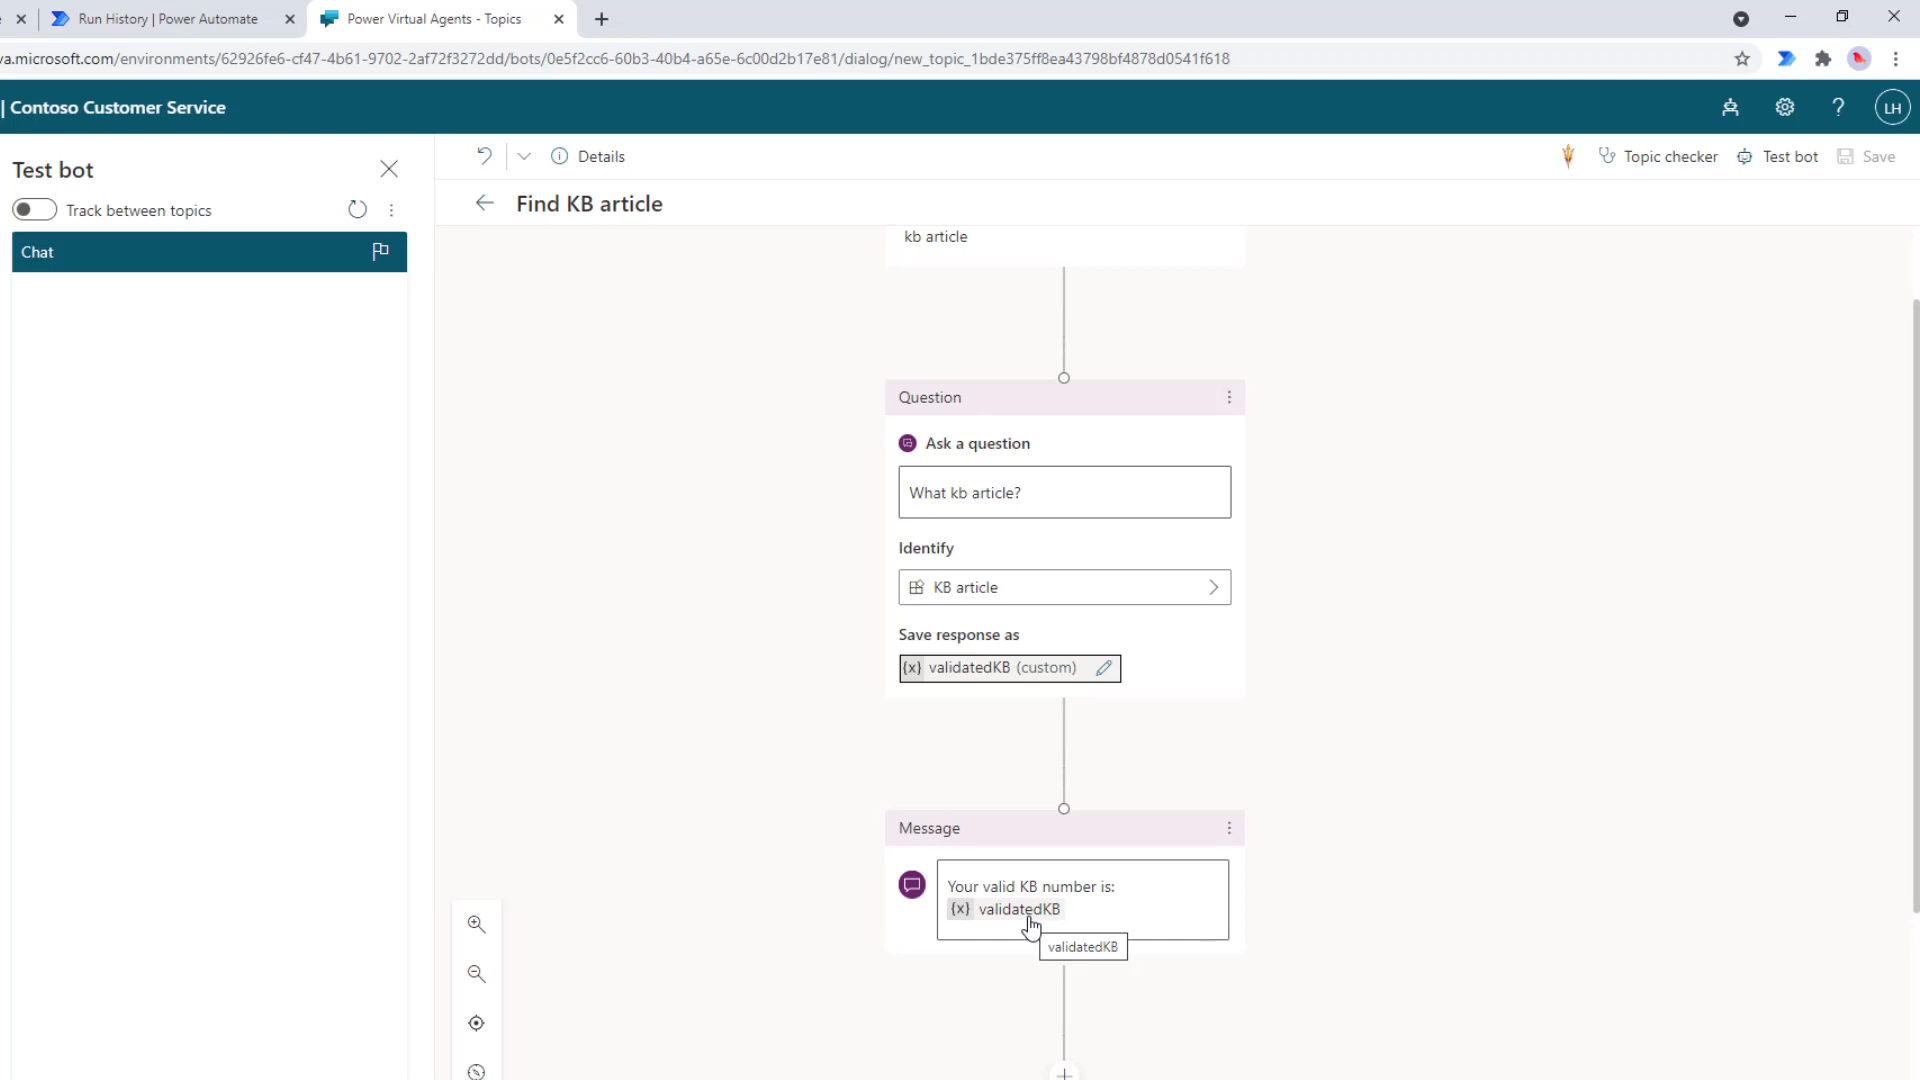 Run History | Power Automate
Power Virtual Agents - Topics
va.microsoft.com/environments/62926fe6-cf47-4b61-9702-2af72f3272dd/bots/0e5f2cc6-60b3-40b4-a65e-6c00d2b17e81/dialog/new_topic_1bde375ff8ea43798bf4878d0541f618
| Contoso Customer Service
?
LH
Test bot
Details
Topic checker
Test bot
Save
Track between topics
Find KB article
Chat
kb article
Question
Ask a question
What kb article?
Identify
KB article
Save response as
{x} validatedKB (custom)
Message
Your valid KB number is:
{x} validatedKB
validatedKB